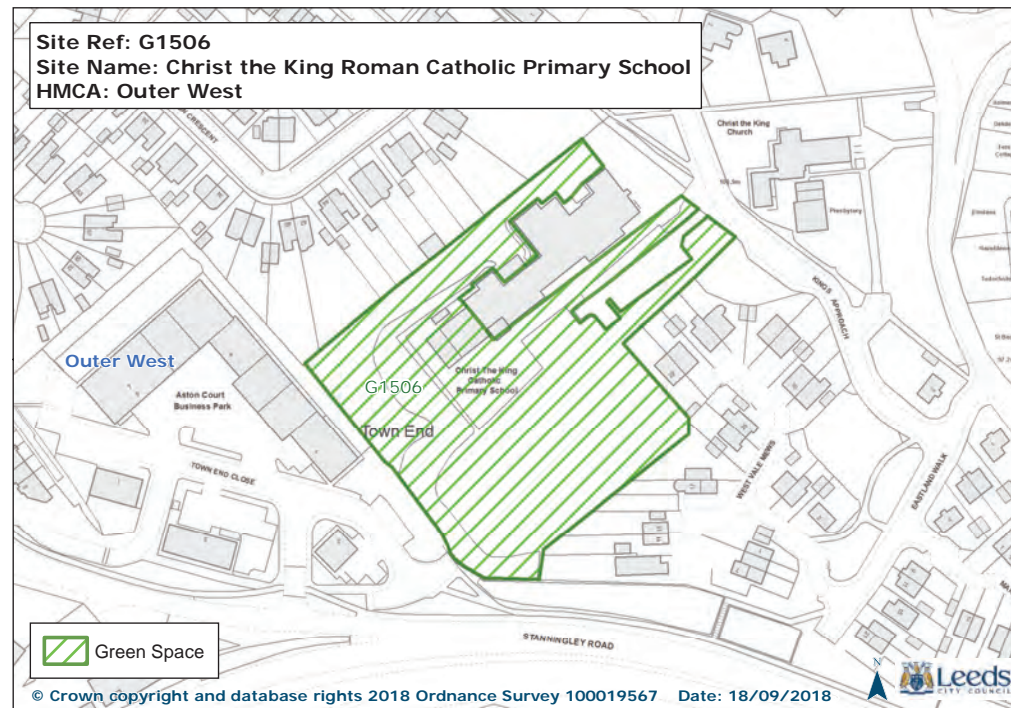 Site Ref: G1506
Site Name: Christ the King Roman Catholic Primary School
HMCA: Outer West
CRESCENT
Christ the King
Church
Presbytery
KINGS APPROACH
Outer West
Aston Court
Business Park
G1506
Christ The King
Catholic
Primary School
Town End
TOWN END CLOSE
WEST VALE MEWS
EASTLAND WALK
STANNINGLEY ROAD
Green Space
N
Leeds
CITY COUNCIL
© Crown copyright and database rights 2018 Ordnance Survey 100019567 Date: 18/09/2018